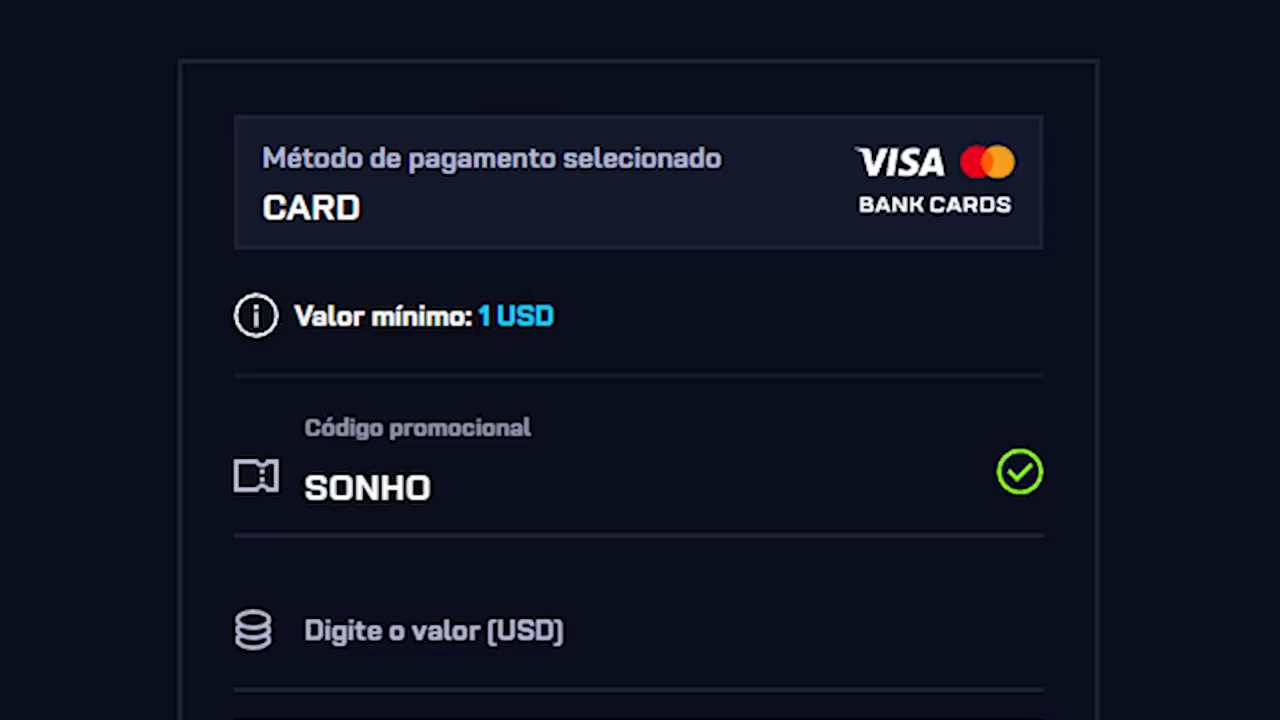 Método de pagamento selecionado
CARD
VISA
BANK CARDS
Valor mínimo: 1 USD
Código promocional
SONHO
Digite o valor (USD)